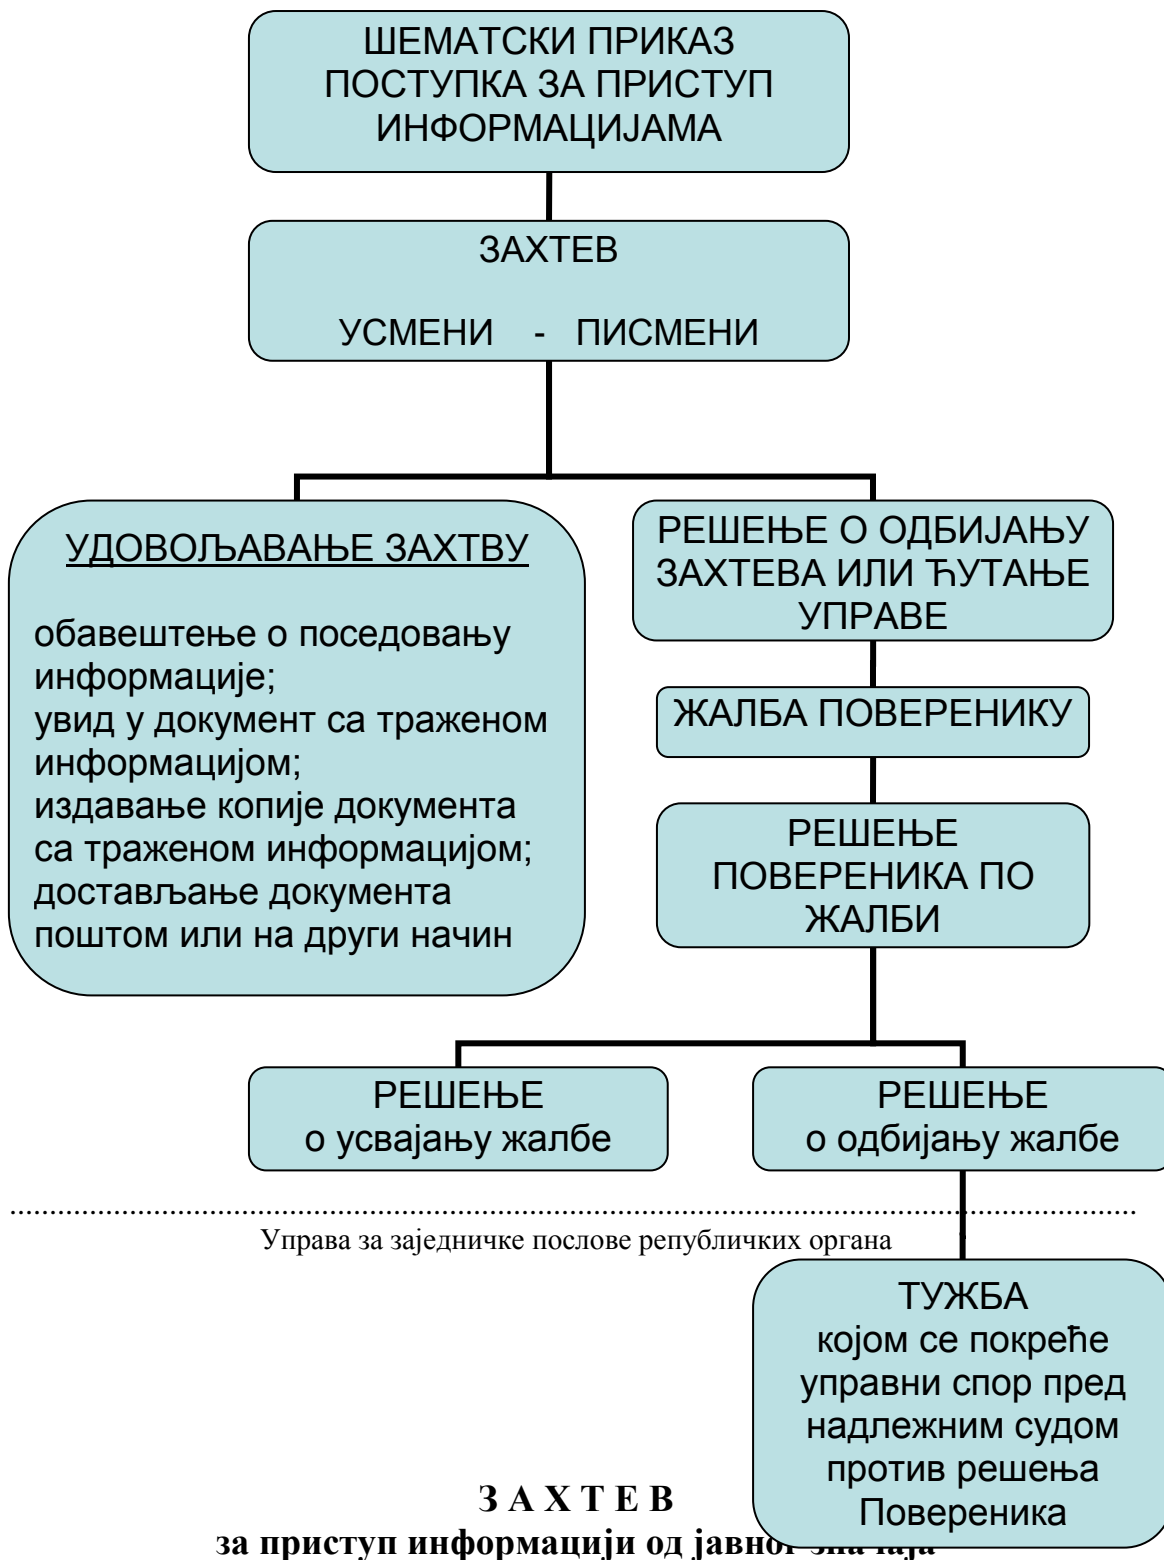 ШЕМАТСКИ ПРИКАЗ
ПОСТУПКА ЗА ПРИСТУП
ИНФОРМАЦИЈАМА
ЗАХТЕВ
УСМЕНИ - ПИСМЕНИ
УДОВОЉАВАЊЕ ЗАХТВУ
обавештење о поседовању
информације;
увид у документ са траженом
информацијом;
издавање копије документа
са траженом информацијом;
достављање документа
поштом или на други начин
РЕШЕЊЕ О ОДБИЈАЊУ
ЗАХТЕВА ИЛИ ЋУТАЊЕ
УПРАВЕ
ЖАЛБА ПОВЕРЕНИКУ
РЕШЕЊЕ
ПОВЕРЕНИКА ПО
ЖАЛБИ
РЕШЕЊЕ
о усвајању жалбе
РЕШЕЊЕ
о одбијању жалбе
Управа за заједничке послове републичких органа
ТУЖБА
којом се покреће
управни спор пред
надлежним судом
против решења
Повереника
З А Х Т Е В
за приступ информацији од јавног